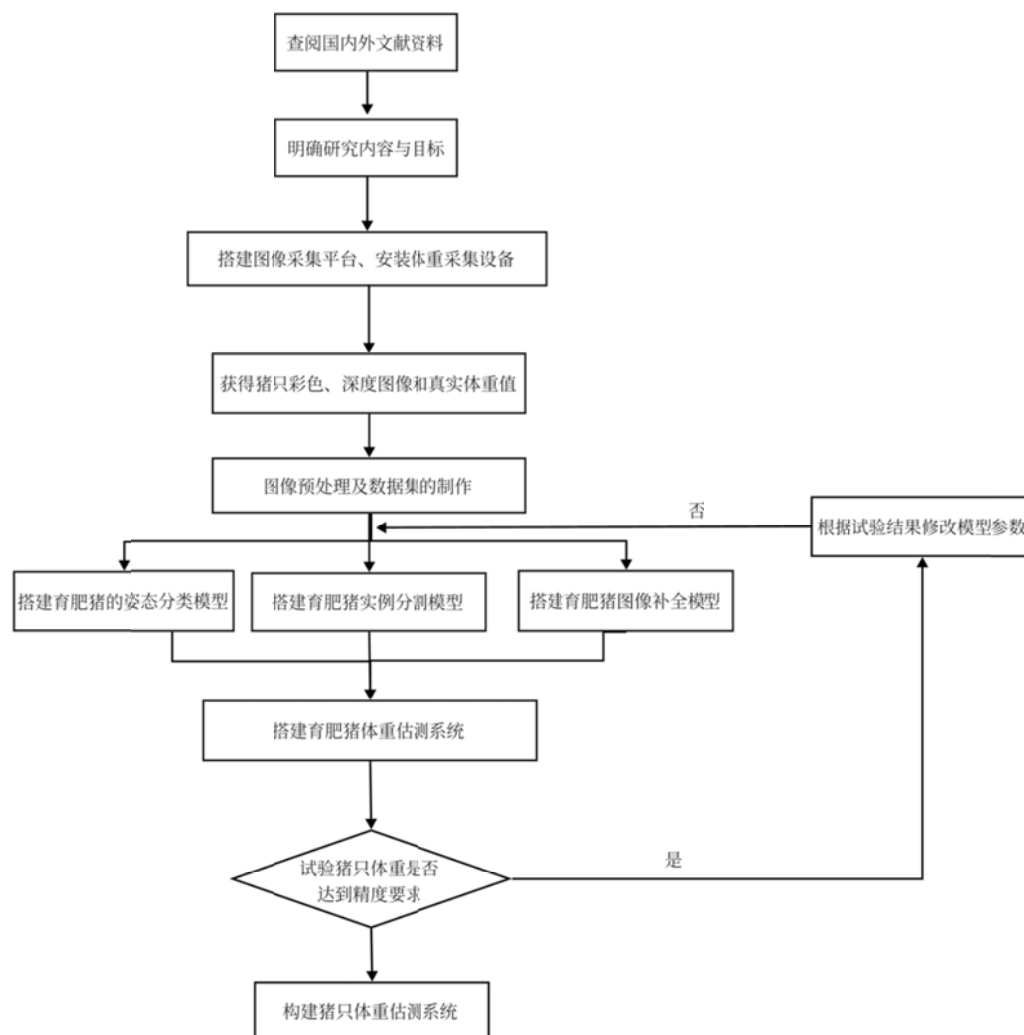 查阅国内外文献资料
明确研究内容与目标
搭建图像采集平台、安装体重采集设备
获得猪只彩色、深度图像和真实体重值
图像预处理及数据集的制作
否
根据试验结果修改模型参数
搭建育肥猪的姿态分类模型
搭建育肥猪实例分割模型
搭建育肥猪图像补全模型
搭建育肥猪体重估测系统
试验猪只体重是否
达到精度要求
是
构建猪只体重估测系统